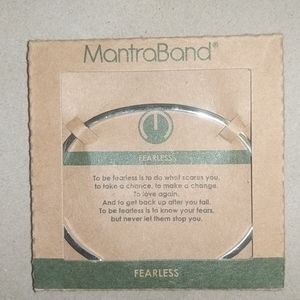 MantraBand®
FEARLESS
To be fearless is to do what scares you,
to take a chance, to make a change.
To love again.
And to get back up after you fall.
To be fearless is to know your fears,
but never let them stop you.
FEARLESS